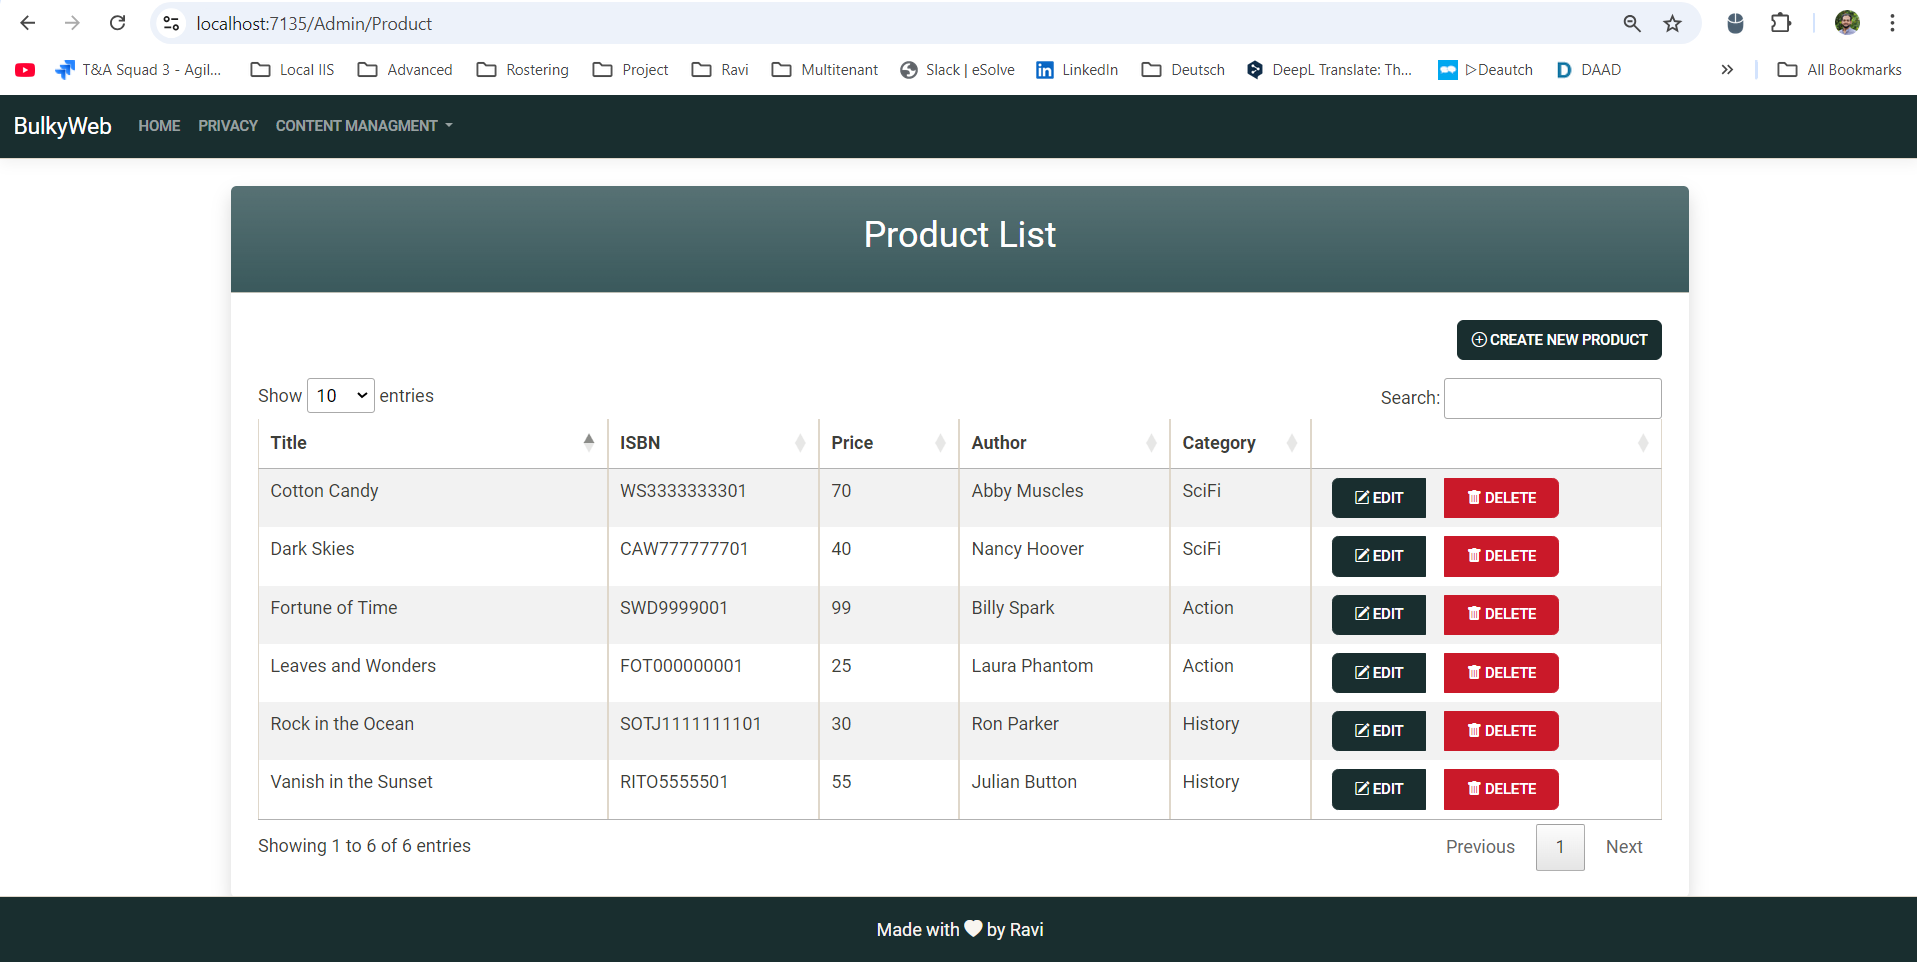 localhost:7135/Admin/Product
T&A Squad 3 - Agil... Local IIS Advanced Rostering Project Ravi Multitenant Slack | eSolve LinkedIn Deutsch DeepL Translate: Th... ▷Deautch DAAD » All Bookmarks
BulkyWeb HOME PRIVACY CONTENT MANAGMENT
Product List
CREATE NEW PRODUCT
Show 10 entries Search:
Title ISBN Price Author Category
Cotton Candy WS3333333301 70 Abby Muscles SciFi EDIT DELETE
Dark Skies CAW777777701 40 Nancy Hoover SciFi EDIT DELETE
Fortune of Time SWD9999001 99 Billy Spark Action EDIT DELETE
Leaves and Wonders FOT000000001 25 Laura Phantom Action EDIT DELETE
Rock in the Ocean SOTJ1111111101 30 Ron Parker History EDIT DELETE
Vanish in the Sunset RITO5555501 55 Julian Button History EDIT DELETE
Showing 1 to 6 of 6 entries Previous 1 Next
Made with 🤍 by Ravi